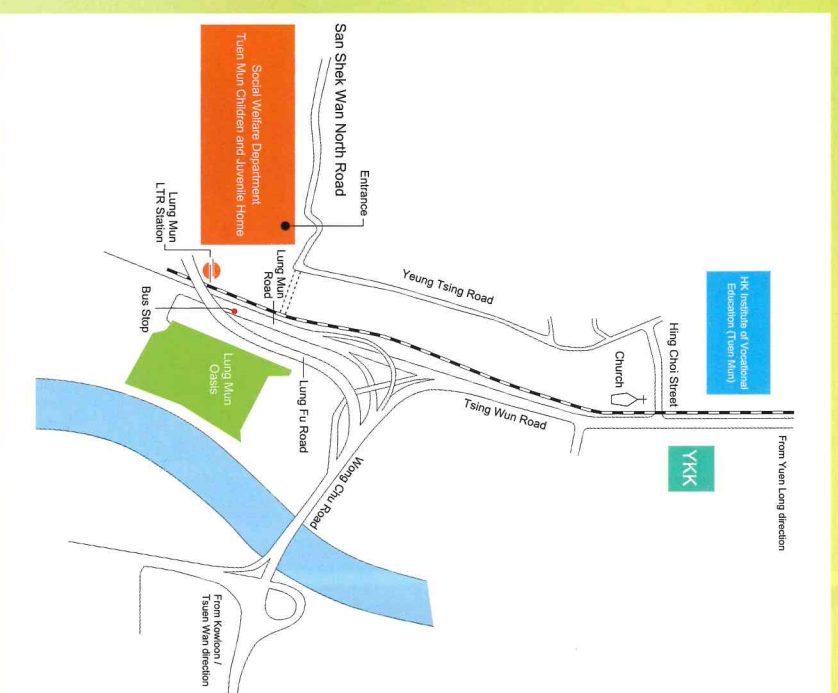 San Shek Wan North Road
Social Welfare Department
Tuen Mun Children and Juvenile Home
Entrance
Lung Mun
LTR Station
Lung Mun
Road
Bus Stop
Yeung Tsing Road
HK Institute of Vocational
Education (Tuen Mun)
Hing Choi Street
Church
Lung Mun
Oasis
Lung Fu Road
Tsing Wun Road
YKK
From Yuen Long direction
Wong Chu Road
From Kowloon /
Tsuen Wan direction